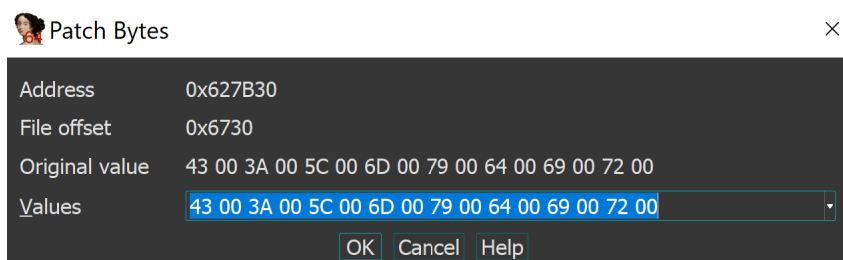 64
Patch Bytes
Address 0x627B30
File offset 0x6730
Original value 43 00 3A 00 5C 00 6D 00 79 00 64 00 69 00 72 00
Values 43 00 3A 00 5C 00 6D 00 79 00 64 00 69 00 72 00
OK Cancel Help